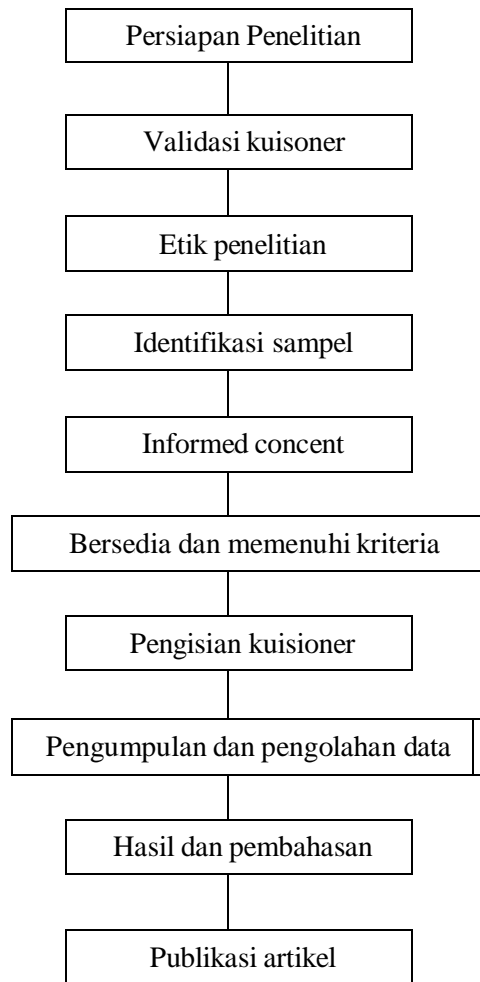 Persiapan Penelitian
Validasi kuisoner
Etik penelitian
Identifikasi sampel
Informed concent
Bersedia dan memenuhi kriteria
Pengisian kuisioner
Pengumpulan dan pengolahan data
Hasil dan pembahasan
Publikasi artikel